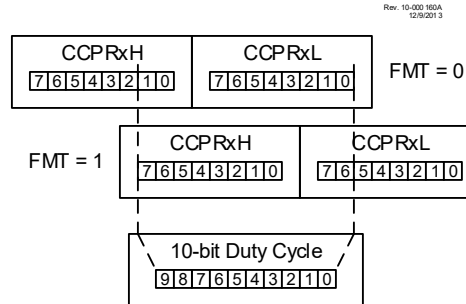 Rev. 10-000 160A
12/9/201 3
CCPRxH CCPRxL
7 6 5 4 3 2 1 0 7 6 5 4 3 2 1 0
FMT = 0
CCPRxH CCPRxL
FMT = 1
7 6 5 4 3 2 1 0 7 6 5 4 3 2 1 0
10-bit Duty Cycle
9 8 7 6 5 4 3 2 1 0